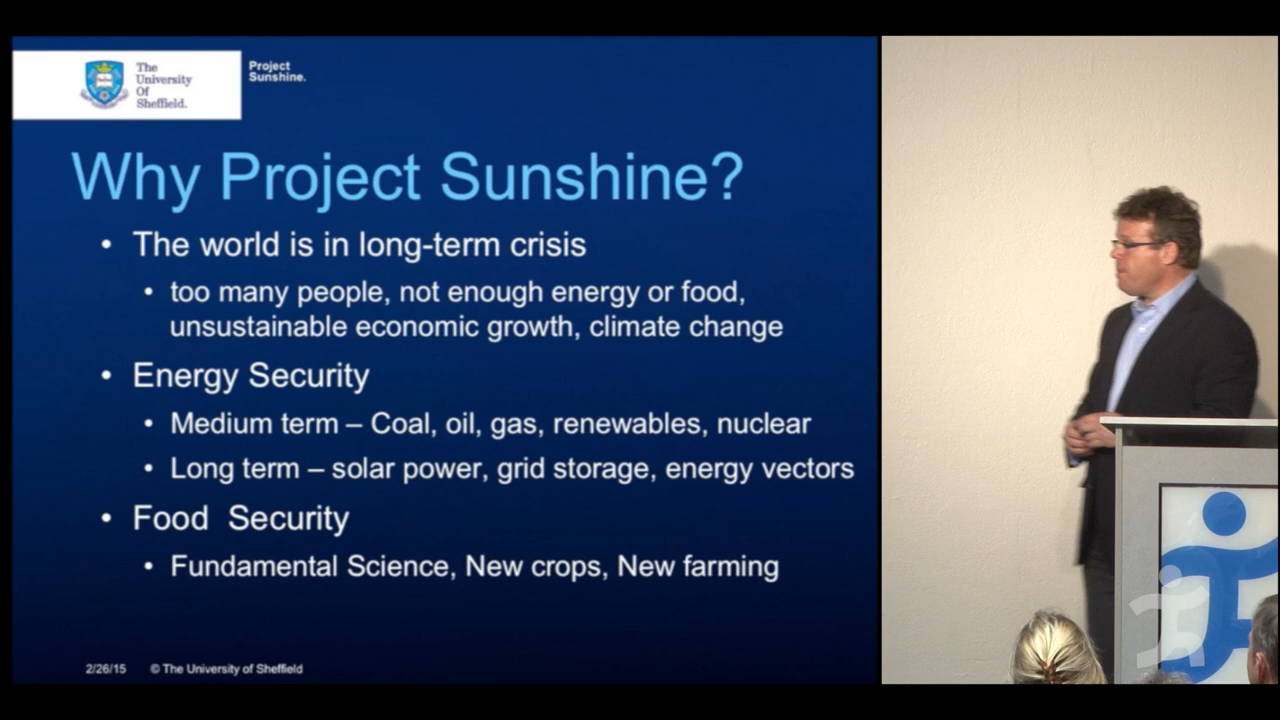 The
University
Of
Sheffield.
Project
Sunshine.
Why Project Sunshine?
• The world is in long-term crisis
• too many people, not enough energy or food,
unsustainable economic growth, climate change
• Energy Security
• Medium term – Coal, oil, gas, renewables, nuclear
• Long term – solar power, grid storage, energy vectors
• Food  Security
• Fundamental Science, New crops, New farming
2/26/15 © The University of Sheffield